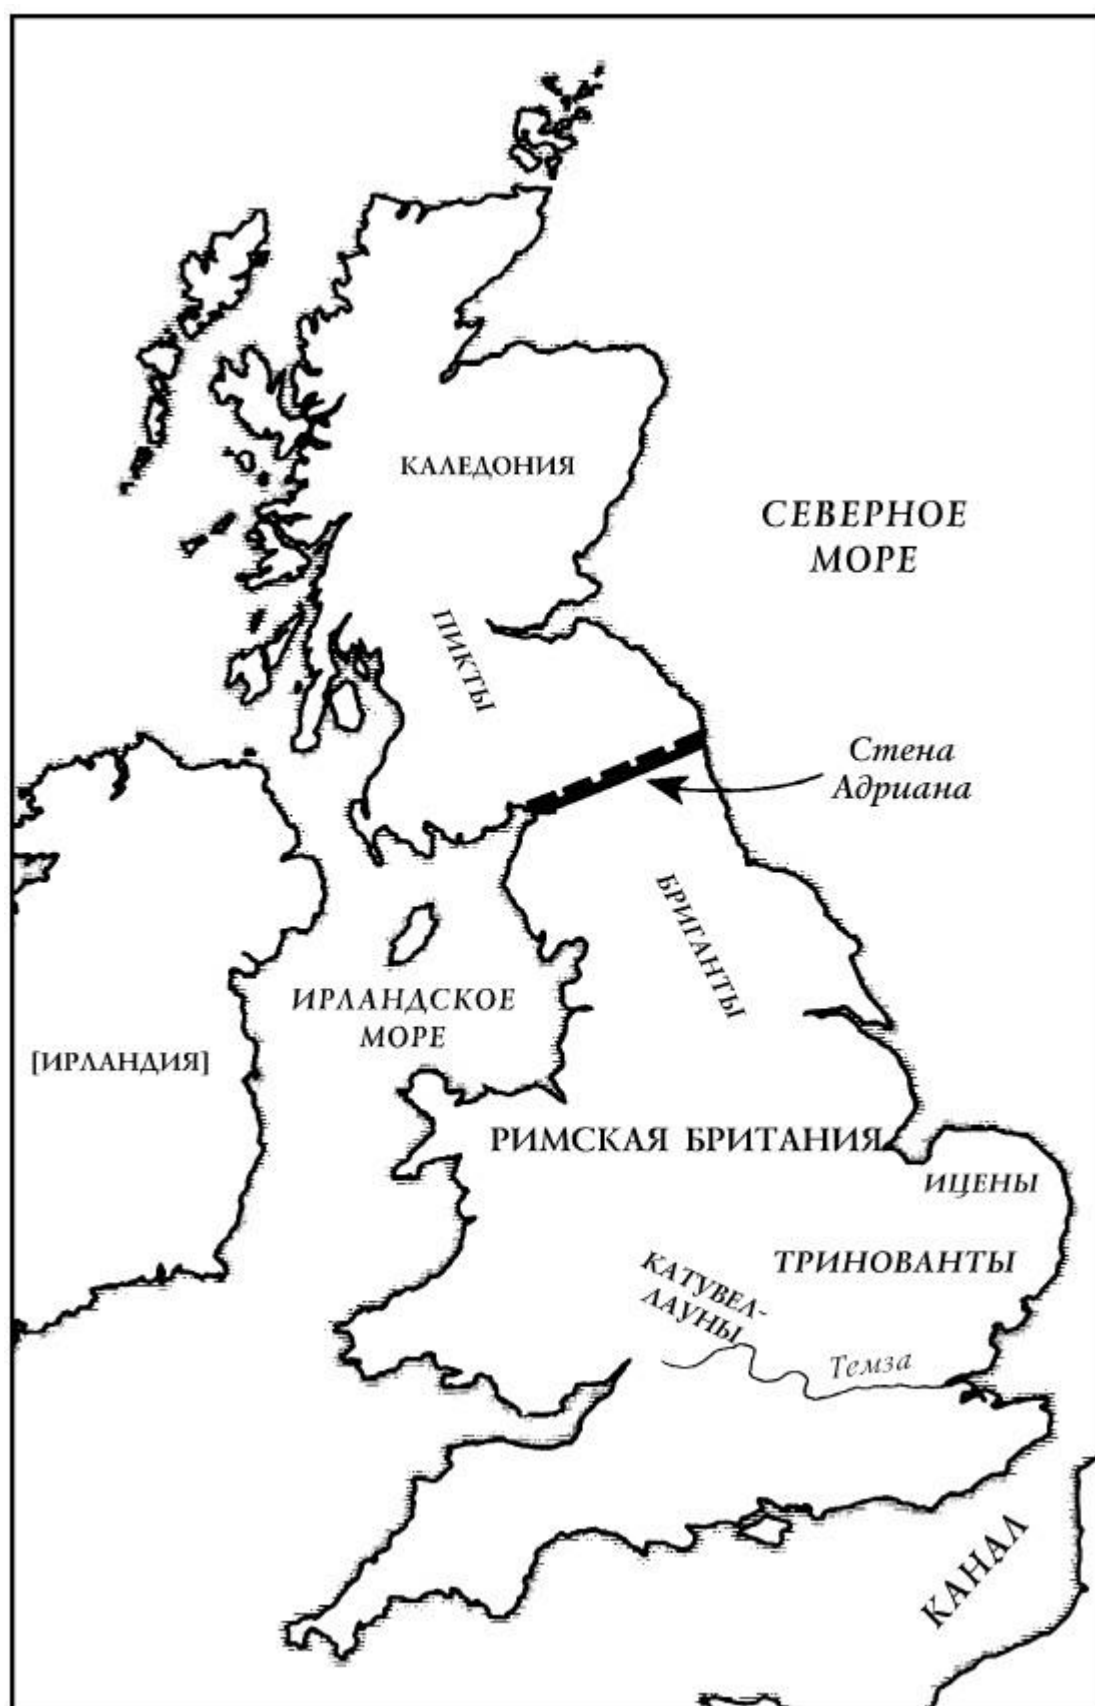 КАЛЕДОНИЯ
СЕВЕРНОЕ
МОРЕ
ПИКТЫ
Стена
Адриана
БРИГАНТЫ
ИРЛАНДСКОЕ
МОРЕ
[ИРЛАНДИЯ]
РИМСКАЯ БРИТАНИЯ
ИЦЕНЫ
ТРИНОВАНТЫ
КАТУВЕЛ-
ЛАУНЫ
Темза
КАНАЛ